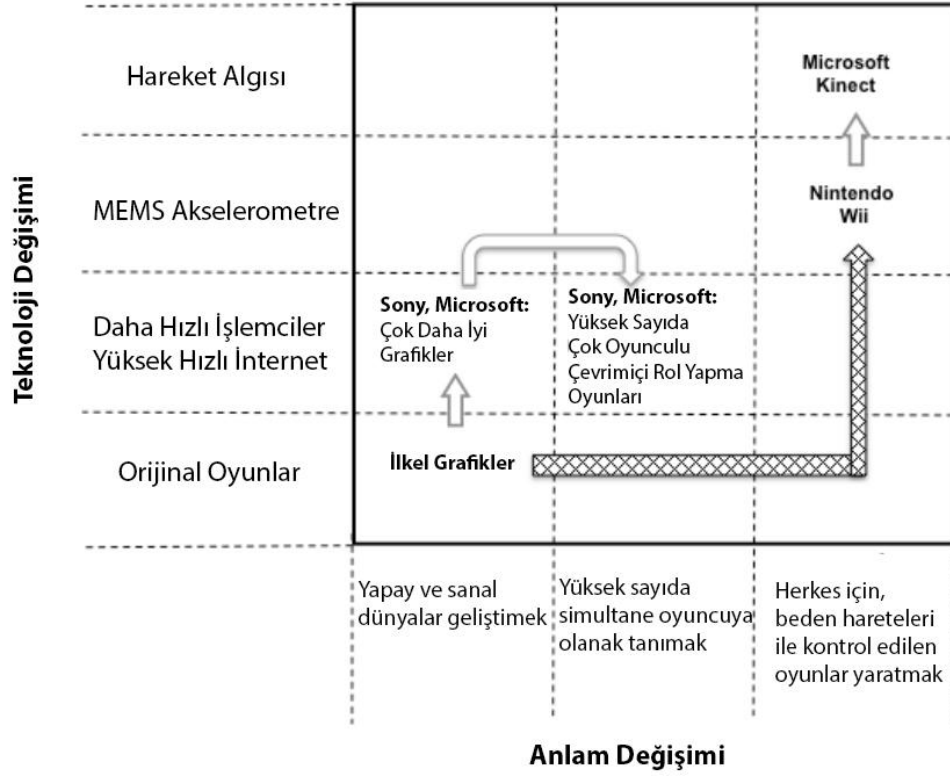 Teknoloji Değişimi
Hareket Algısı
Microsoft
Kinect
MEMS Akselerometre
Nintendo
Wii
Daha Hızlı İşlemciler
Yüksek Hızlı İnternet
Sony, Microsoft:
Çok Daha İyi
Grafikler
Sony, Microsoft:
Yüksek Sayıda
Çok Oyunculu
Çevrimiçi Rol Yapma
Oyunları
Orijinal Oyunlar
İlkel Grafikler
Yapay ve sanal
dünyalar geliştimek
Yüksek sayıda
simultane oyuncuya
olanak tanımak
Herkes için,
beden hareteleri
ile kontrol edilen
oyunlar yaratmak
Anlam Değişimi